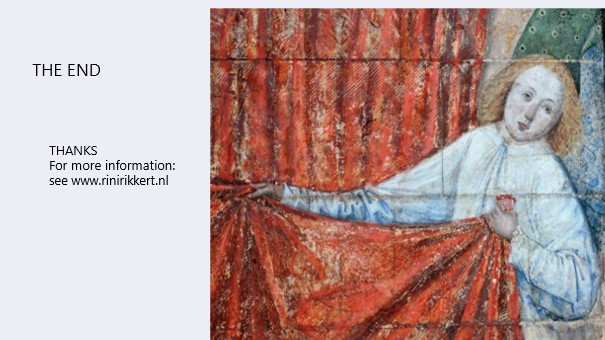 THE END
THANKS
For more information:
see www.rinirikkert.nl